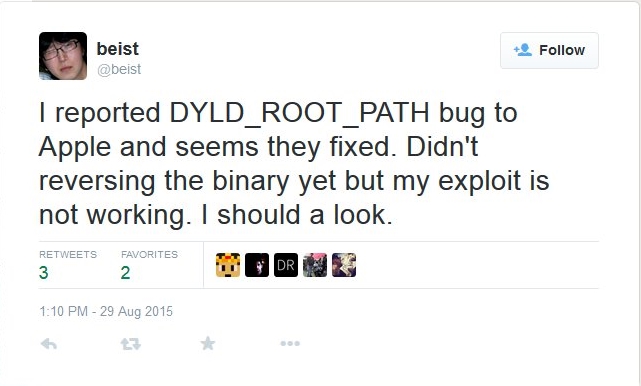 beist
@beist
Follow
I reported DYLD_ROOT_PATH bug to
Apple and seems they fixed. Didn't
reversing the binary yet but my exploit is
not working. I should a look.
RETWEETS FAVORITES
3 2
DR
1:10 PM - 29 Aug 2015